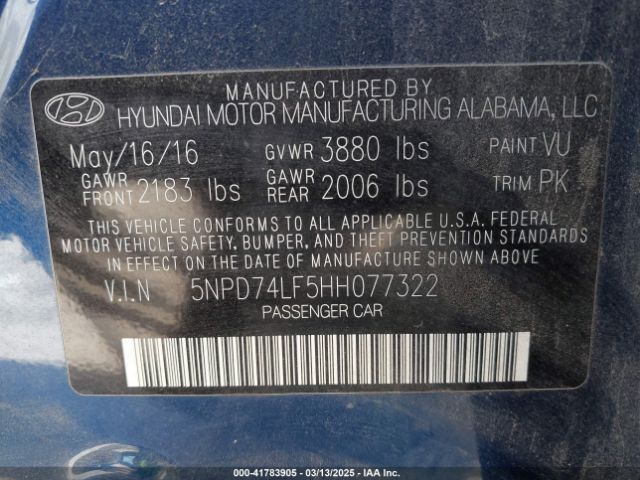 MANUFACTURED BY
HYUNDAI MOTOR MANUFACTURING ALABAMA, LLC
May/16/16 GVWR 3880 lbs PAINT VU
GAWR FRONT 2183 lbs GAWR REAR 2006 lbs TRIM PK
THIS VEHICLE CONFORMS TO ALL APPLICABLE U.S.A. FEDERAL
MOTOR VEHICLE SAFETY, BUMPER, AND THEFT PREVENTION STANDARDS
IN EFFECT ON THE DATE OF MANUFACTURE SHOWN ABOVE
V.I.N 5NPD74LF5HH077322
PASSENGER CAR
000-41783905 - 03/13/2025 - IAA, Inc.